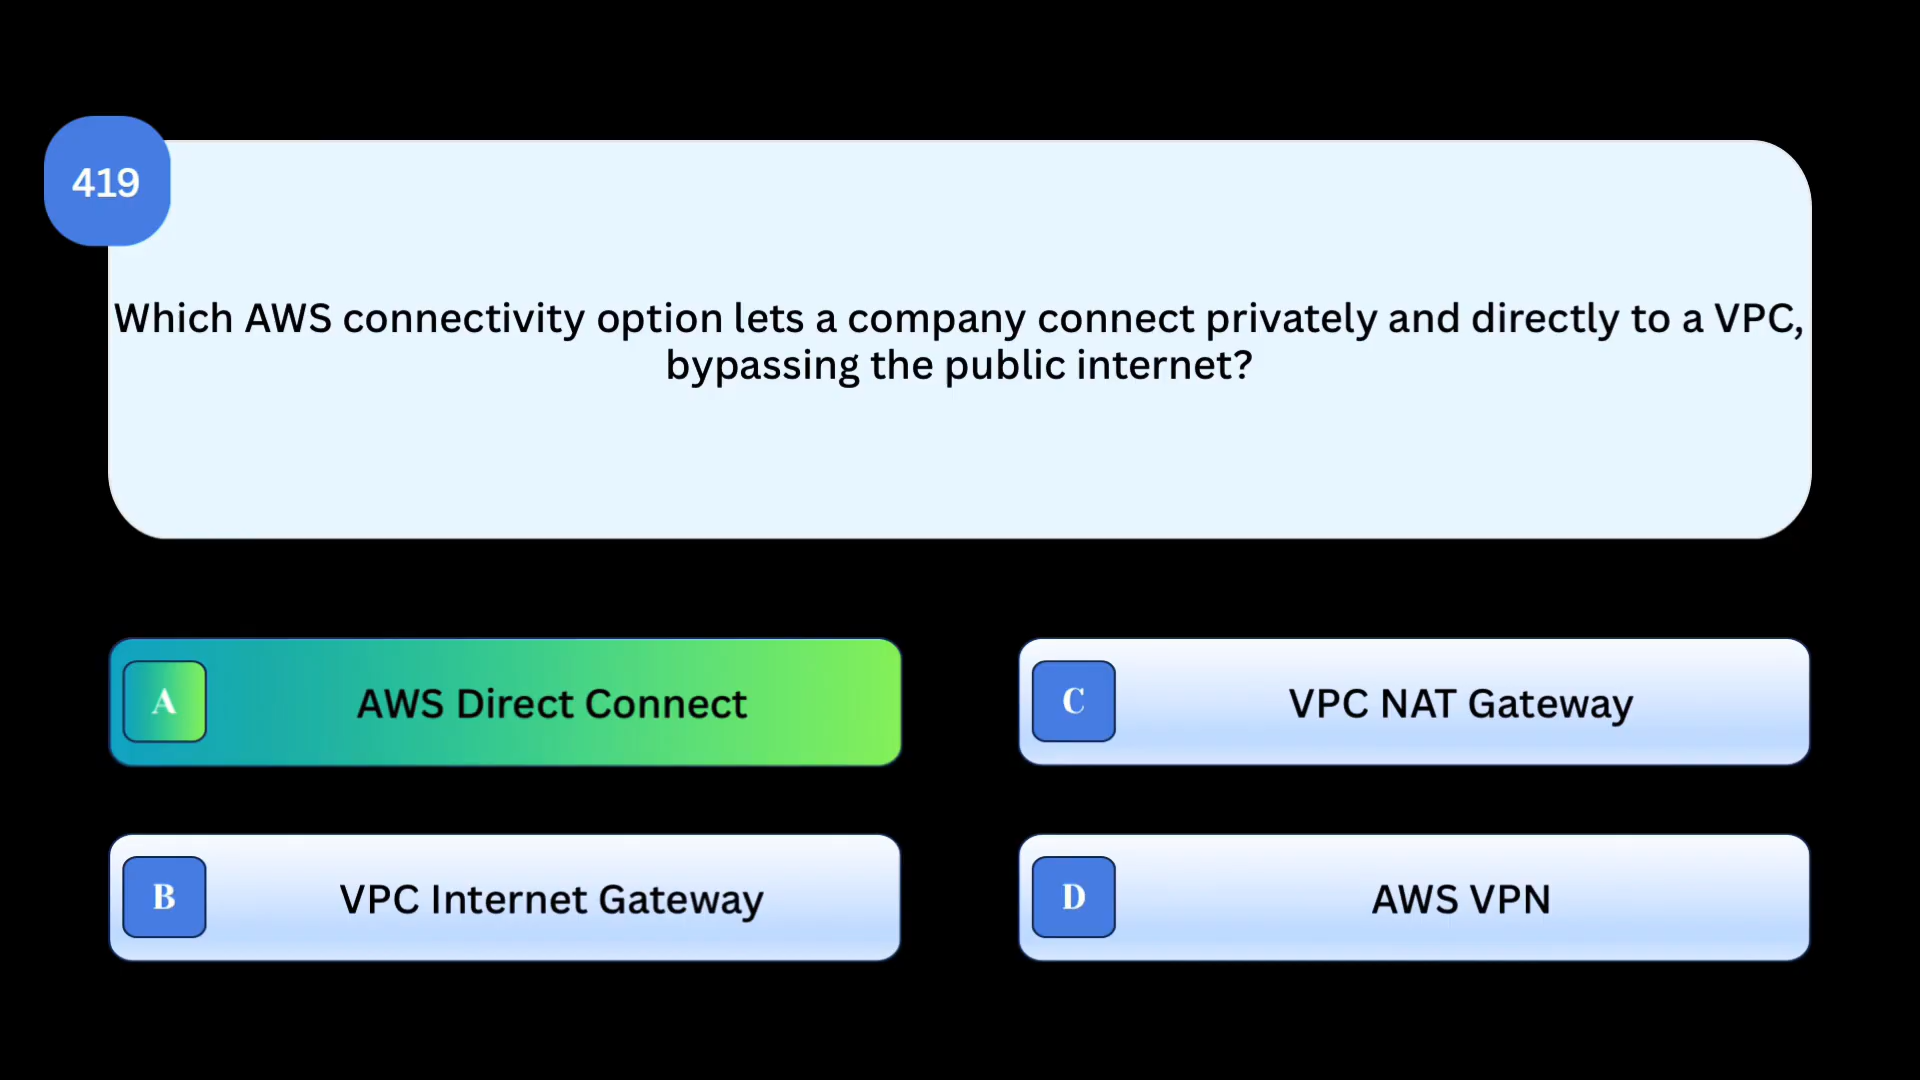 419
Which AWS connectivity option lets a company connect privately and directly to a VPC,
bypassing the public internet?
A
AWS Direct Connect
B
VPC Internet Gateway
C
VPC NAT Gateway
D
AWS VPN